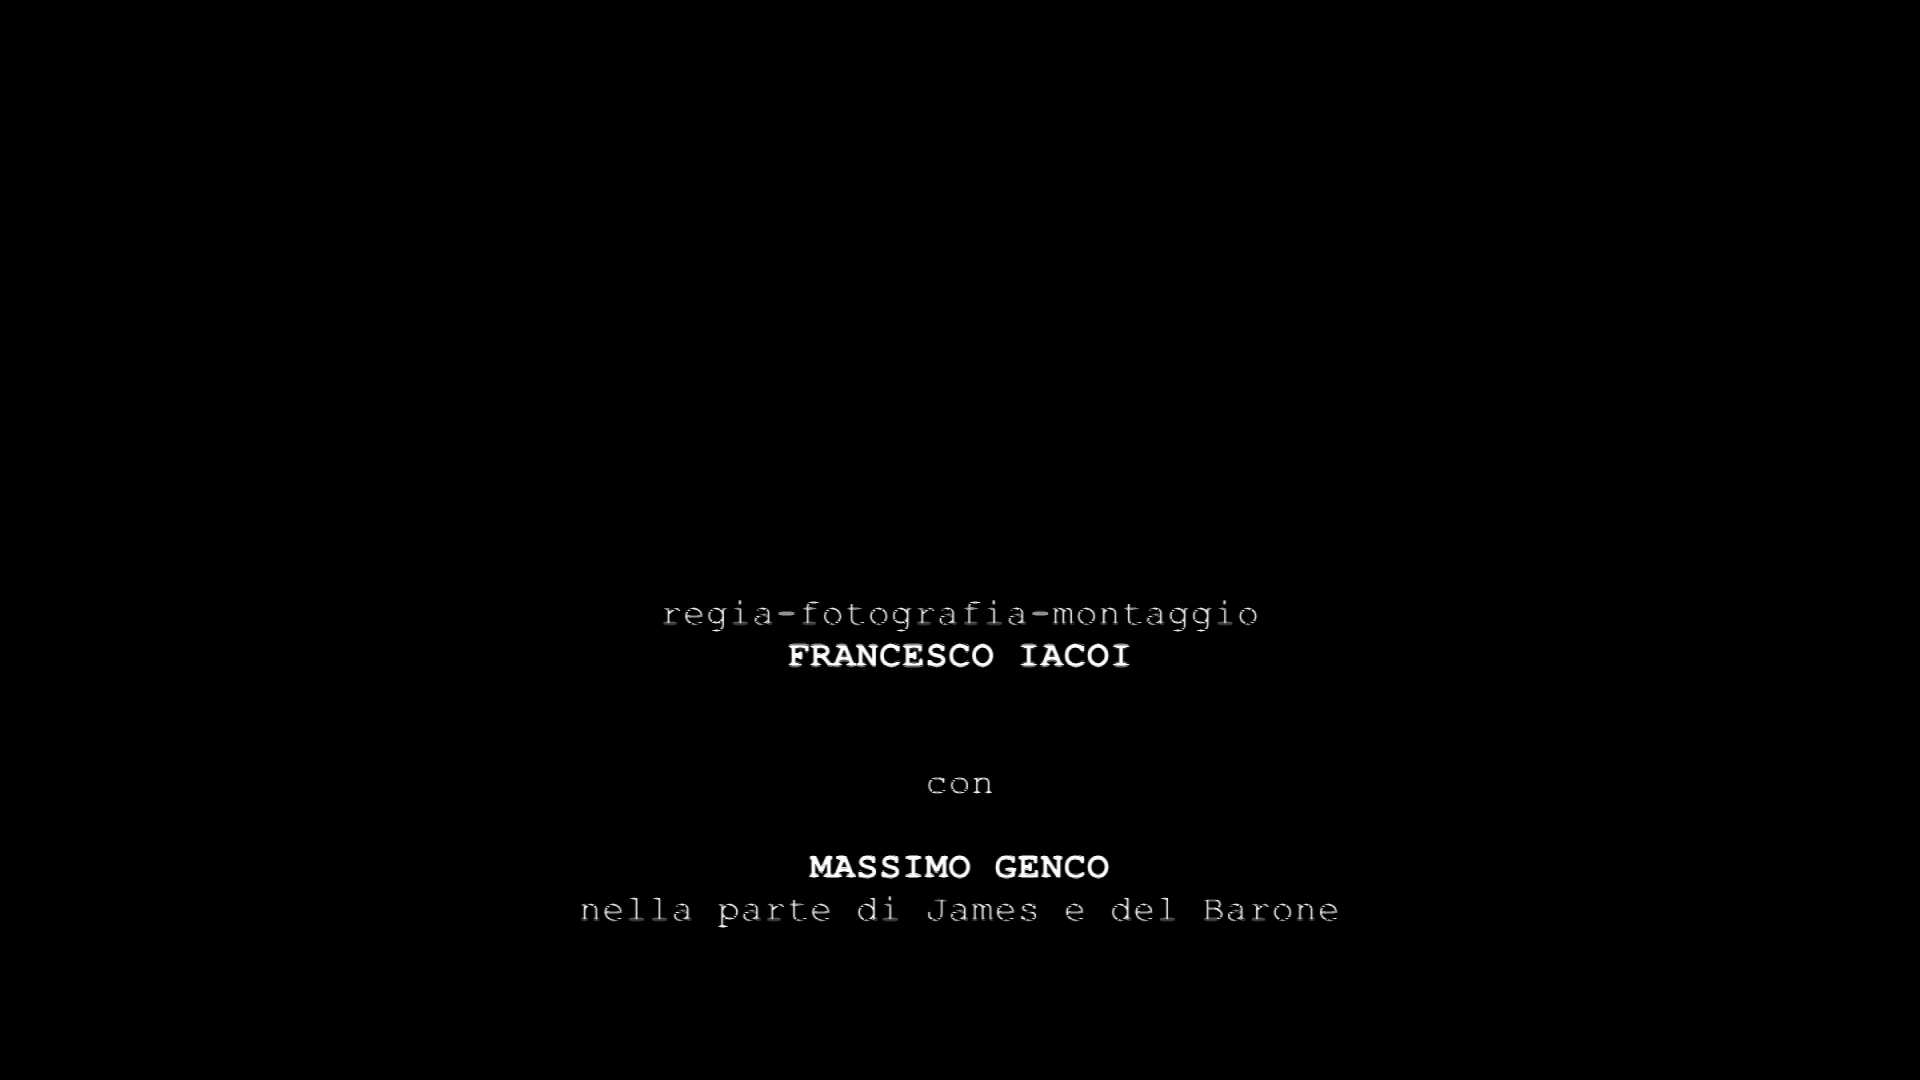 regia-fotografia-montaggio
FRANCESCO IACOI
con
MASSIMO GENCO
nella parte di James e del Barone